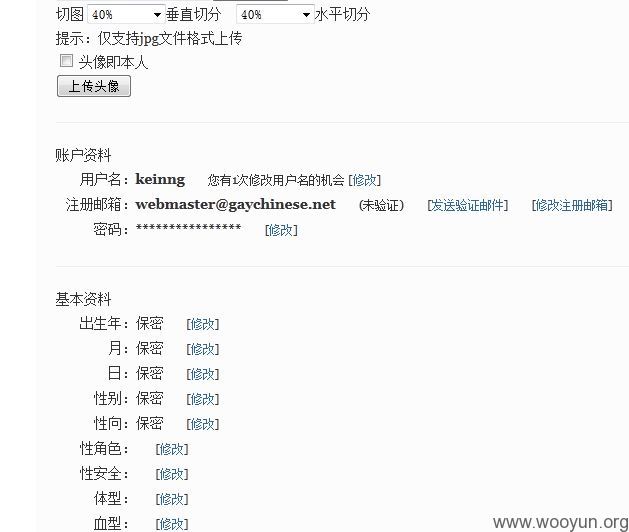 切图 40% 垂直切分 40% 水平切分
提示：仅支持jpg文件格式上传
头像即本人
上传头像
账户资料
用户名：keinng 您有1次修改用户名的机会 [修改]
注册邮箱：webmaster@gaychinese.net (未验证) [发送验证邮件] [修改注册邮箱]
密码：**************** [修改]
基本资料
出生年：保密 [修改]
月：保密 [修改]
日：保密 [修改]
性别：保密 [修改]
性向：保密 [修改]
性角色： [修改]
性安全： [修改]
体型： [修改]
血型： [修改]
www.wooyun.org